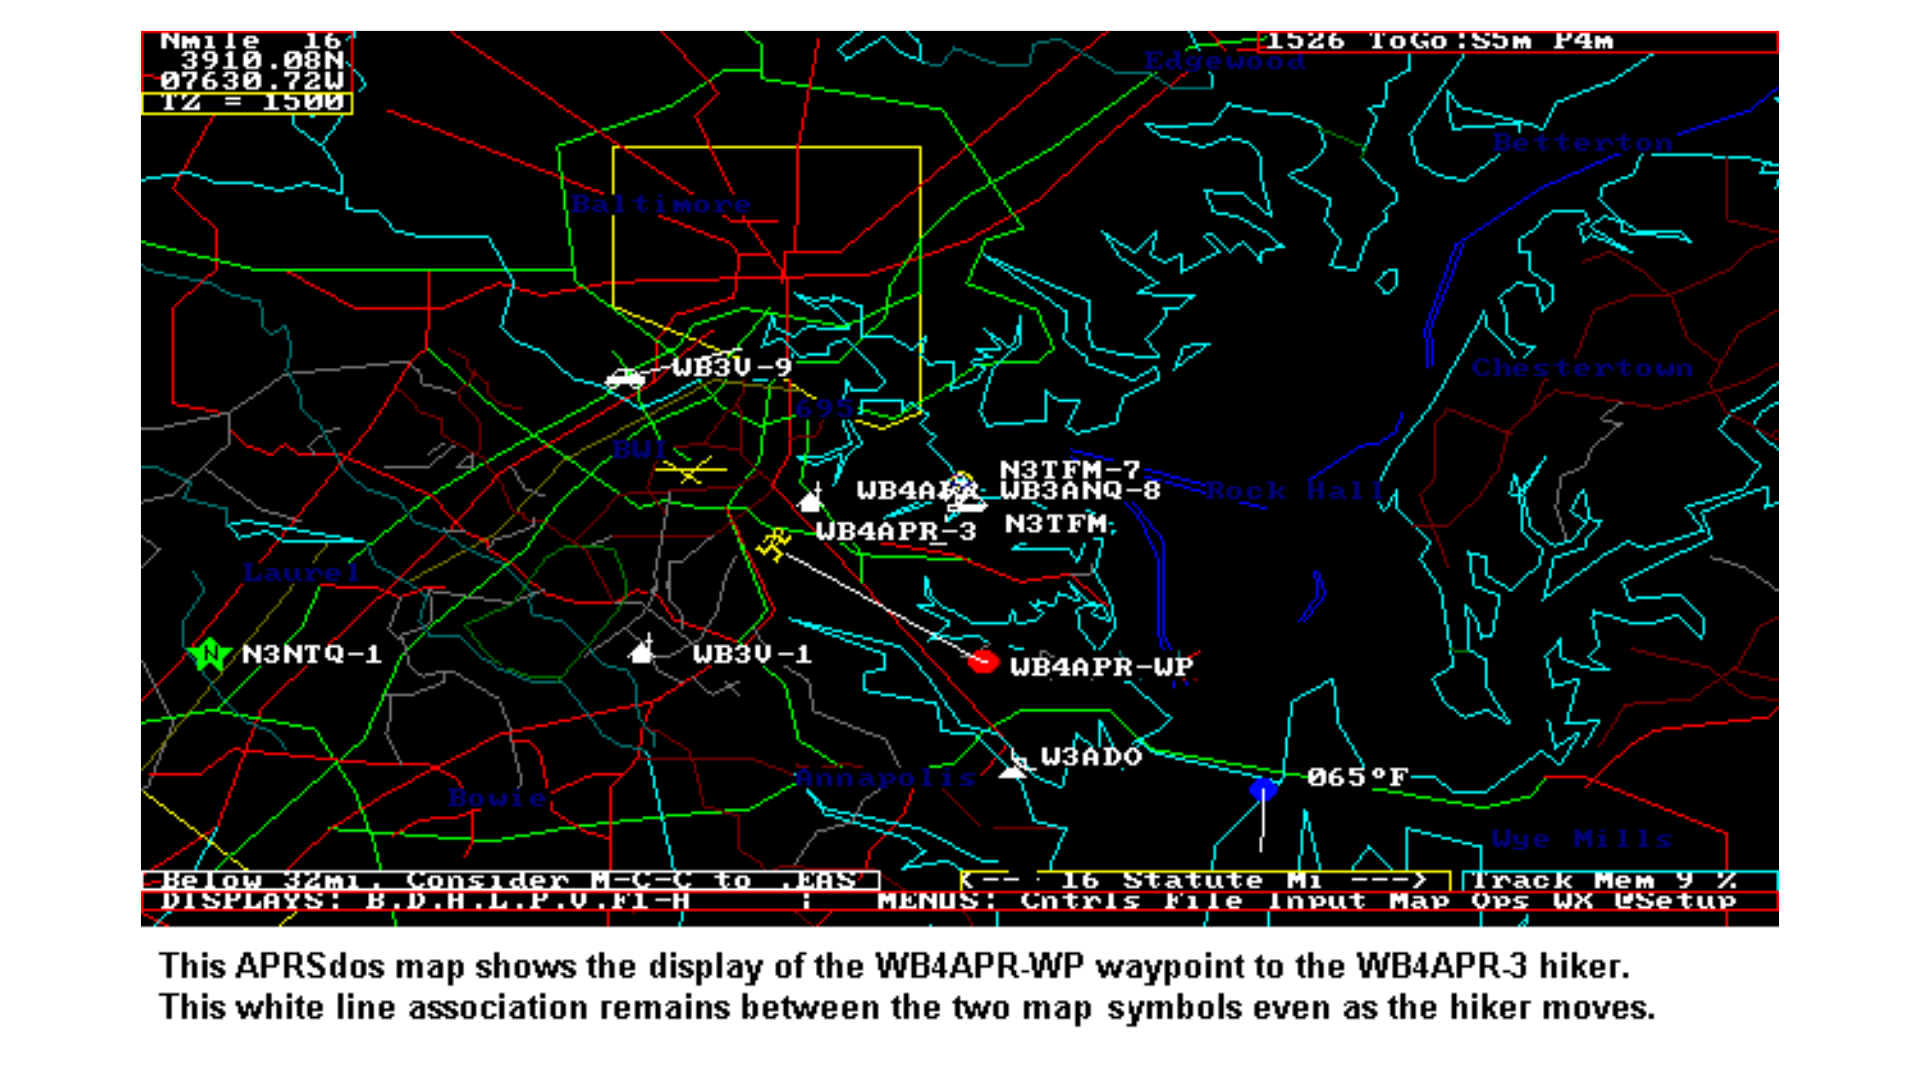 Nmile 16
3910.08N
07630.72W
TZ = 1500
1526 ToGo:S5m P4m
Edgewood
Betterton
Baltimore
WB3V-9
Chestertown
695
BWI
N3TFM-7
WB3ANQ-8
Rock Hall
WB4APR-3
N3TFM
Laurel
N3NTQ-1
WB3V-1
WB4APR-WP
W3ADO
Annapolis
065°F
Bowie
Wye Mills
Below 32mi, Consider M-C-C to .EAS
<-- 16 Statute Mi --->
Track Mem 9 %
DISPLAYS: B.D.H.L.P.V.F1-H : MENUS: Cntrls File Input Map Ops WX @Setup
This APRSdos map shows the display of the WB4APR-WP waypoint to the WB4APR-3 hiker.
This white line association remains between the two map symbols even as the hiker moves.